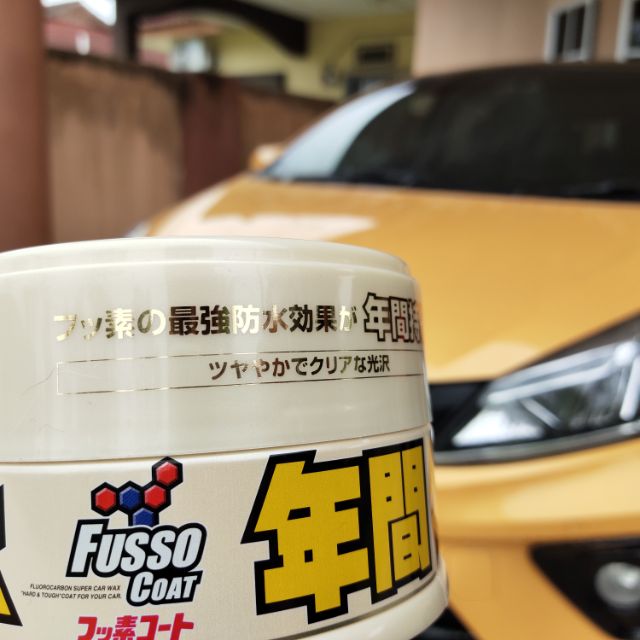 フッ素の最強防水効果が年間持
ツヤやかでクリアな光沢
FUSSO
COAT
FLUOROCARBON SUPER CAR WAX
"HARD & TOUGH" COAT FOR YOUR CAR.
フッ素コート
年間